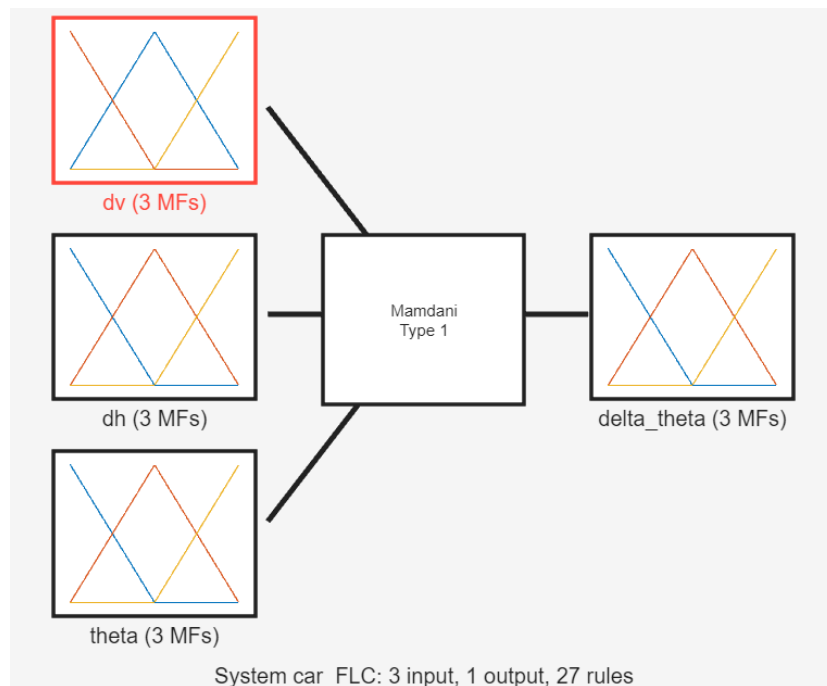 dv (3 MFs)
dh (3 MFs)
Mamdani
Type 1
delta_theta (3 MFs)
theta (3 MFs)
System car FLC: 3 input, 1 output, 27 rules